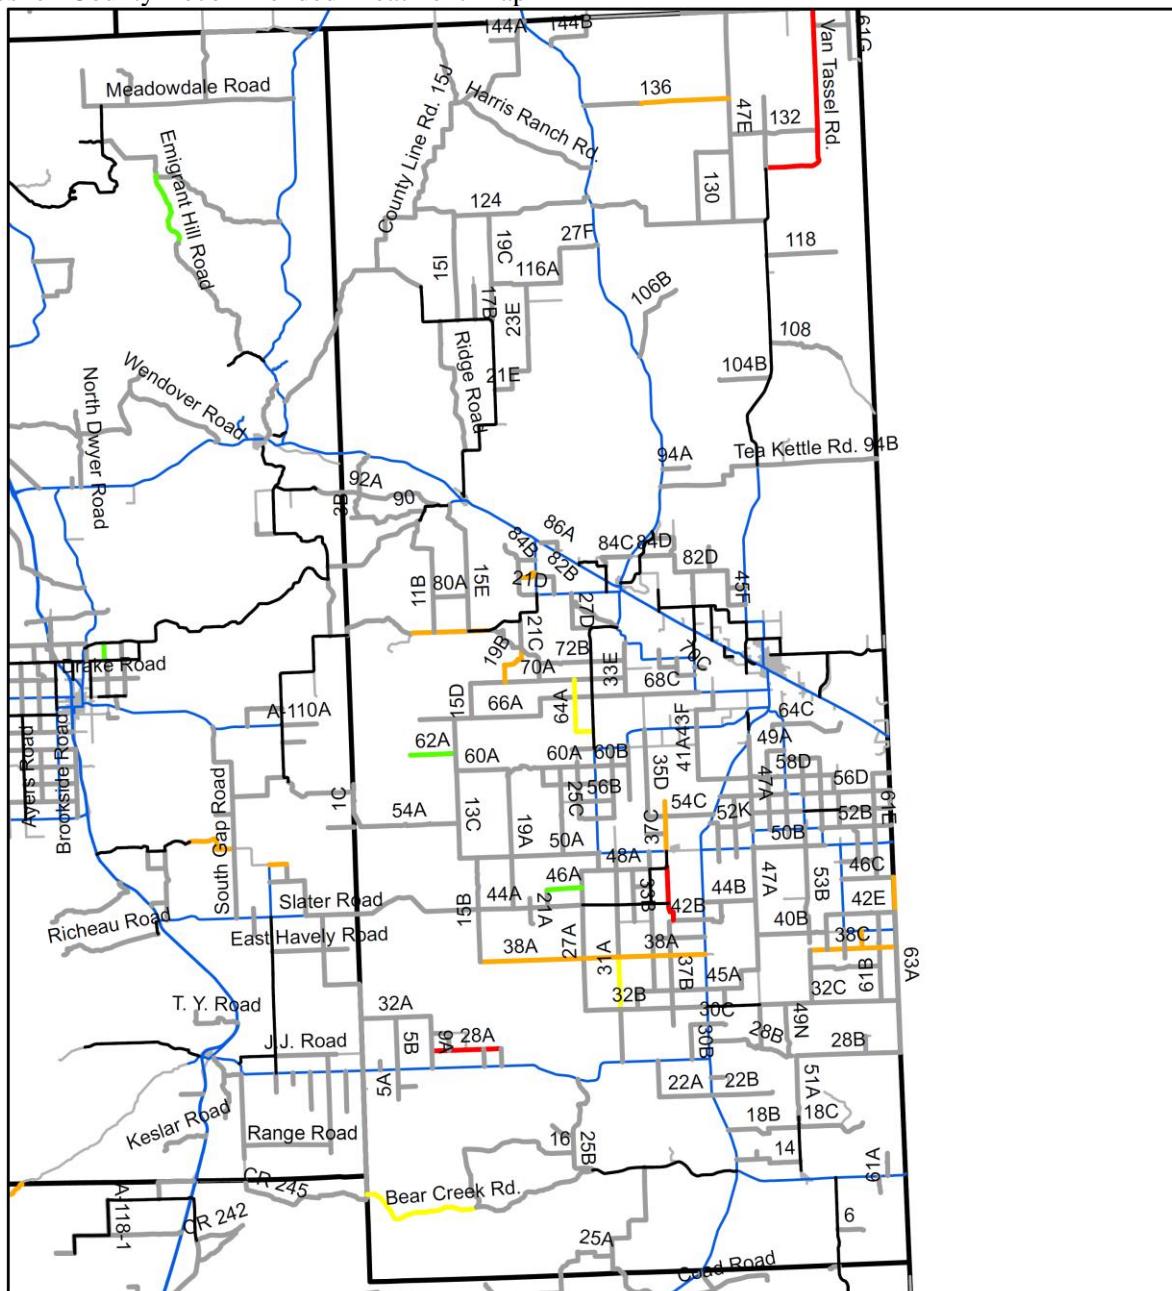 144A
144B
61G
Van Tassel Rd.
Meadowdale Road
County Line Rd. 15J
Harris Ranch Rd.
136
47E
132
Emigrant Hill Road
130
124
19C
27F
118
15I
116A
17B
23E
106B
108
Ridge Road
21E
104B
Wendover Road
North Dwyer Road
94A
Tea Kettle Rd. 94B
92A
3B
90
84B
86A
82B
84C
84D
82D
45F
11B
80A
15E
21D
27D
21C
19B
72B
33E
70C
70A
68C
Drake Road
15D
66A
64A
A-110A
64C
62A
60A
60A
60B
41A
43F
49A
Ayers Road
Brookside Road
South Gap Road
1C
54A
13C
19A
25C
56B
35D
37C
54C
52K
47A
58D
56D
52B
61E
50A
50B
48A
46A
46C
44A
21A
33B
44B
47A
53B
42E
42B
Slater Road
15B
Richeau Road
East Havely Road
38A
27A
31A
38A
37B
40B
38C
61B
63A
45A
32C
32B
30C
T. Y. Road
32A
5B
9A
28A
30B
28B
49N
28B
J.J. Road
5A
22A
22B
51A
Keslar Road
Range Road
18B
18C
16
25B
14
61A
CR 245
Bear Creek Rd.
A-118-1
CR 242
6
25A
Coad Road